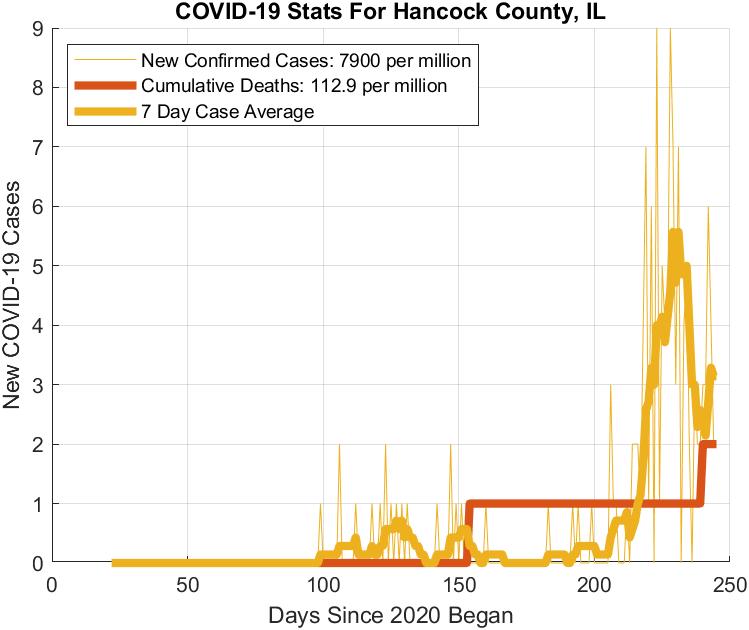 COVID-19 Stats For Hancock County, IL
New Confirmed Cases: 7900 per million
Cumulative Deaths: 112.9 per million
7 Day Case Average
New COVID-19 Cases
9
8
7
6
5
4
3
2
1
0
0 50 100 150 200 250
Days Since 2020 Began